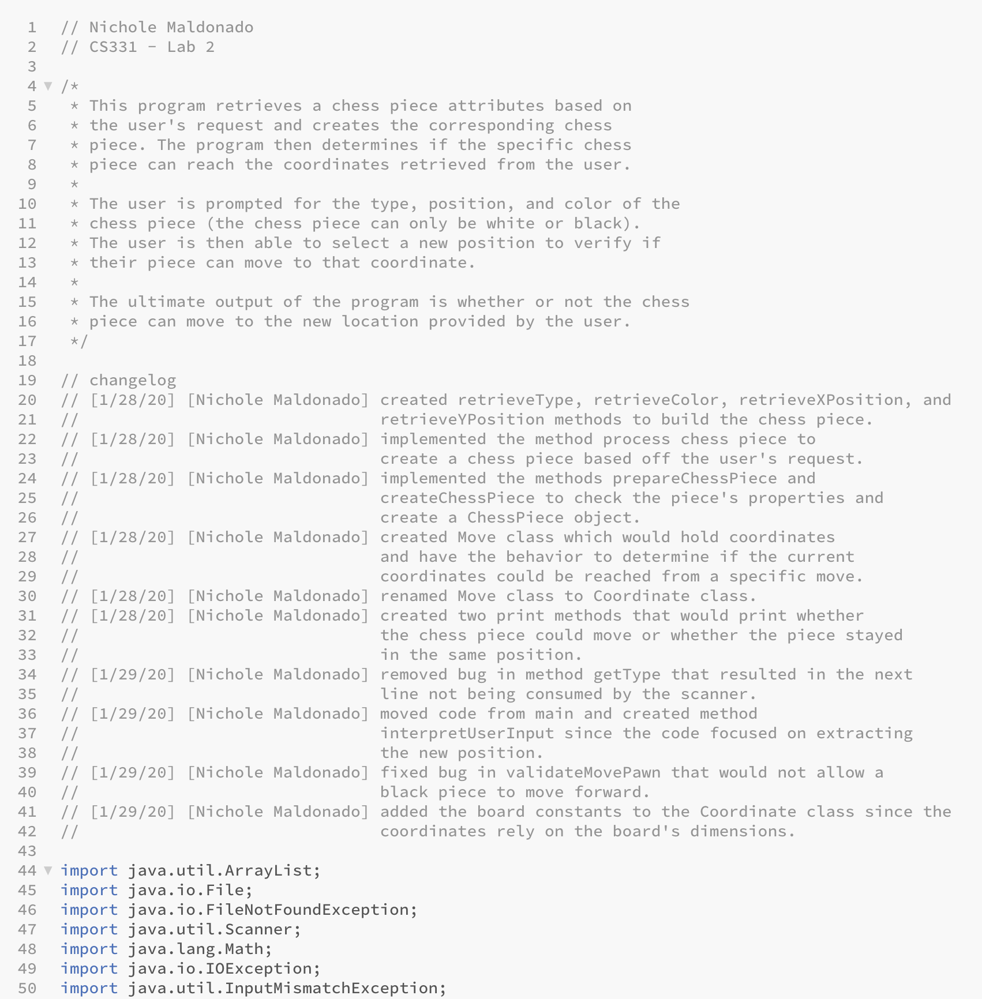 1 // Nichole Maldonado
2 // CS331 - Lab 2
3
4 ▼ /*
5 * This program retrieves a chess piece attributes based on
6 * the user's request and creates the corresponding chess
7 * piece. The program then determines if the specific chess
8 * piece can reach the coordinates retrieved from the user.
9 *
10 * The user is prompted for the type, position, and color of the
11 * chess piece (the chess piece can only be white or black).
12 * The user is then able to select a new position to verify if
13 * their piece can move to that coordinate.
14 *
15 * The ultimate output of the program is whether or not the chess
16 * piece can move to the new location provided by the user.
17 */
18
19 // changelog
20 // [1/28/20] [Nichole Maldonado] created retrieveType, retrieveColor, retrieveXPosition, and
21 // retrieveYPosition methods to build the chess piece.
22 // [1/28/20] [Nichole Maldonado] implemented the method process chess piece to
23 // create a chess piece based off the user's request.
24 // [1/28/20] [Nichole Maldonado] implemented the methods prepareChessPiece and
25 // createChessPiece to check the piece's properties and
26 // create a ChessPiece object.
27 // [1/28/20] [Nichole Maldonado] created Move class which would hold coordinates
28 // and have the behavior to determine if the current
29 // coordinates could be reached from a specific move.
30 // [1/28/20] [Nichole Maldonado] renamed Move class to Coordinate class.
31 // [1/28/20] [Nichole Maldonado] created two print methods that would print whether
32 // the chess piece could move or whether the piece stayed
33 // in the same position.
34 // [1/29/20] [Nichole Maldonado] removed bug in method getType that resulted in the next
35 // line not being consumed by the scanner.
36 // [1/29/20] [Nichole Maldonado] moved code from main and created method
37 // interpretUserInput since the code focused on extracting
38 // the new position.
39 // [1/29/20] [Nichole Maldonado] fixed bug in validateMovePawn that would not allow a
40 // black piece to move forward.
41 // [1/29/20] [Nichole Maldonado] added the board constants to the Coordinate class since the
42 // coordinates rely on the board's dimensions.
43
44 ▼ import java.util.ArrayList;
45 import java.io.File;
46 import java.io.FileNotFoundException;
47 import java.util.Scanner;
48 import java.lang.Math;
49 import java.io.IOException;
50 import java.util.InputMismatchException;